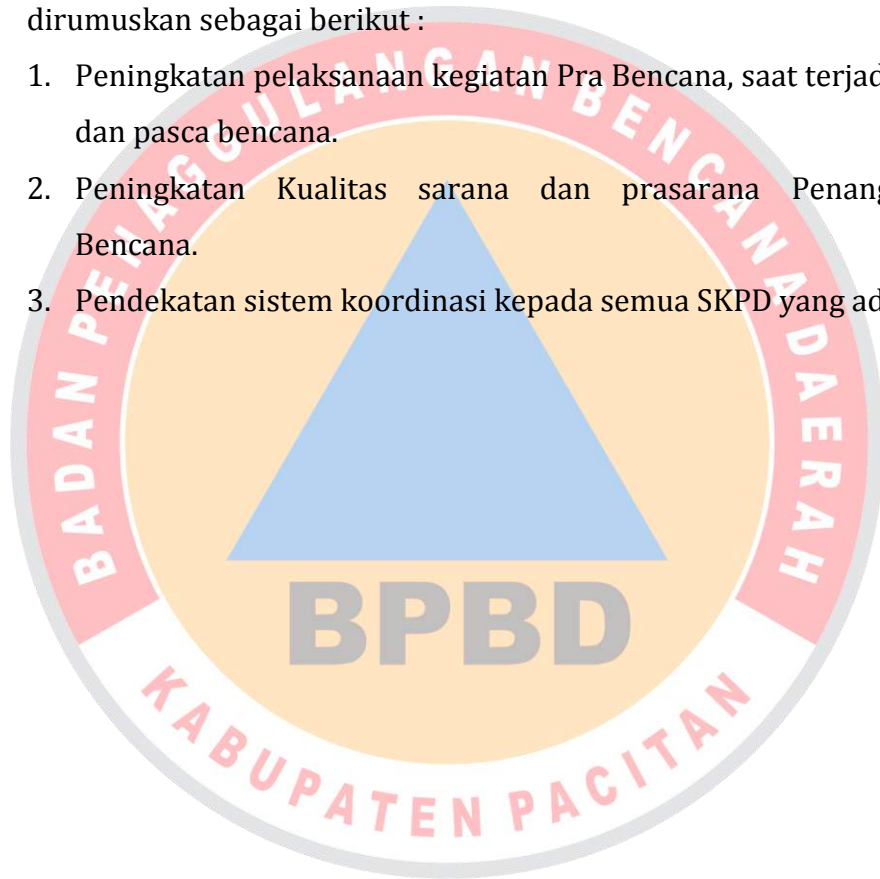 dirumuskan sebagai berikut :
1. Peningkatan pelaksanaan kegiatan Pra Bencana, saat terjad
dan pasca bencana.
2. Peningkatan Kualitas sarana dan prasarana Penang
Bencana.
3. Pendekatan sistem koordinasi kepada semua SKPD yang ad
BADAN PENAGGULANGAN BENCANA DAERAH
BPBD
KABUPATEN PACITAN